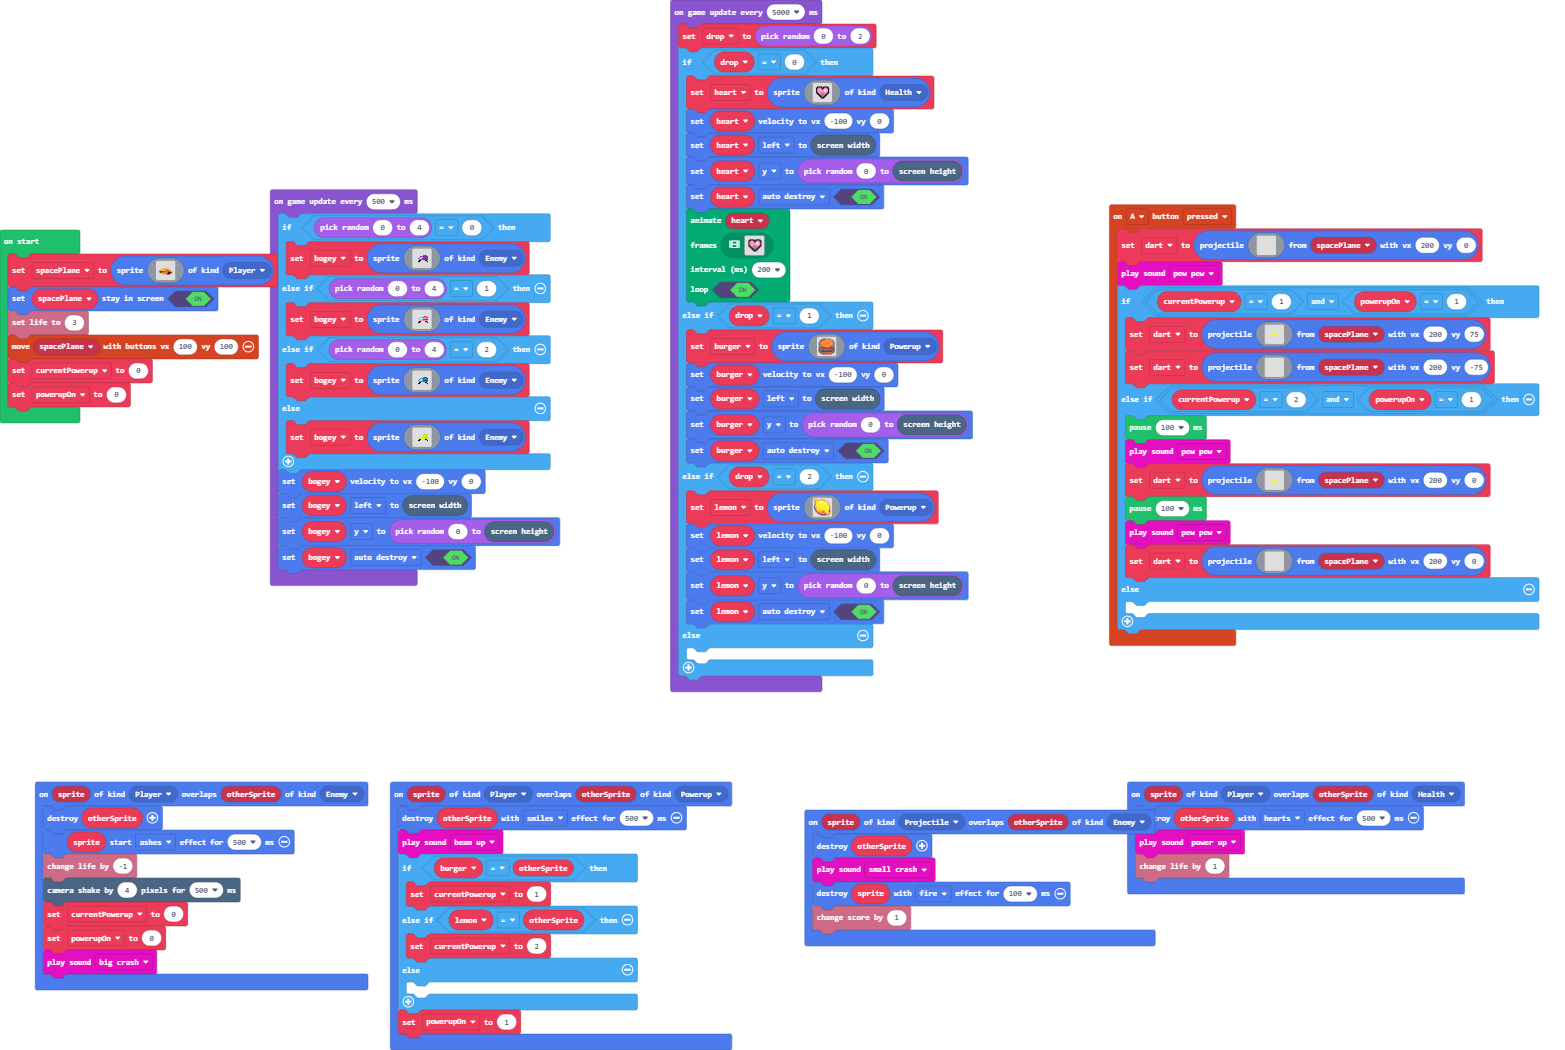 on start
set spacePlane to sprite of kind Player
set spacePlane stay in screen ON
set life to 3
move spacePlane with buttons vx 100 vy 100
set currentPowerup to 0
set powerupOn to 0
on game update every 500 ms
if pick random 0 to 4 = 0 then
set bogey to sprite of kind Enemy
else if pick random 0 to 4 = 1 then
set bogey to sprite of kind Enemy
else if pick random 0 to 4 = 2 then
set bogey to sprite of kind Enemy
else
set bogey to sprite of kind Enemy
set bogey velocity to vx -100 vy 0
set bogey left to screen width
set bogey y to pick random 0 to screen height
set bogey auto destroy ON
on game update every 5000 ms
set drop to pick random 0 to 2
if drop = 0 then
set heart to sprite of kind Health
set heart velocity to vx -100 vy 0
set heart left to screen width
set heart y to pick random 0 to screen height
set heart auto destroy ON
animate heart
frames
interval (ms) 200
loop ON
else if drop = 1 then
set burger to sprite of kind Powerup
set burger velocity to vx -100 vy 0
set burger left to screen width
set burger y to pick random 0 to screen height
set burger auto destroy ON
else if drop = 2 then
set lemon to sprite of kind Powerup
set lemon velocity to vx -100 vy 0
set lemon left to screen width
set lemon y to pick random 0 to screen height
set lemon auto destroy ON
else
on A button pressed
set dart to projectile from spacePlane with vx 200 vy 0
play sound pew pew
if currentPowerup = 1 and powerupOn = 1 then
set dart to projectile from spacePlane with vx 200 vy 75
set dart to projectile from spacePlane with vx 200 vy -75
else if currentPowerup = 2 and powerupOn = 1 then
pause 100 ms
play sound pew pew
set dart to projectile from spacePlane with vx 200 vy 0
pause 100 ms
play sound pew pew
set dart to projectile from spacePlane with vx 200 vy 0
else
on sprite of kind Player overlaps otherSprite of kind Enemy
destroy otherSprite
sprite start ashes effect for 500 ms
change life by -1
camera shake by 4 pixels for 500 ms
set currentPowerup to 0
set powerupOn to 0
play sound big crash
on sprite of kind Player overlaps otherSprite of kind Powerup
destroy otherSprite with smiles effect for 500 ms
play sound beam up
if burger = otherSprite then
set currentPowerup to 1
else if lemon = otherSprite then
set currentPowerup to 2
else
set powerupOn to 1
on sprite of kind Projectile overlaps otherSprite of kind Enemy
destroy otherSprite
play sound small crash
destroy sprite with fire effect for 100 ms
change score by 1
on sprite of kind Player overlaps otherSprite of kind Health
roy otherSprite with hearts effect for 500 ms
play sound power up
change life by 1